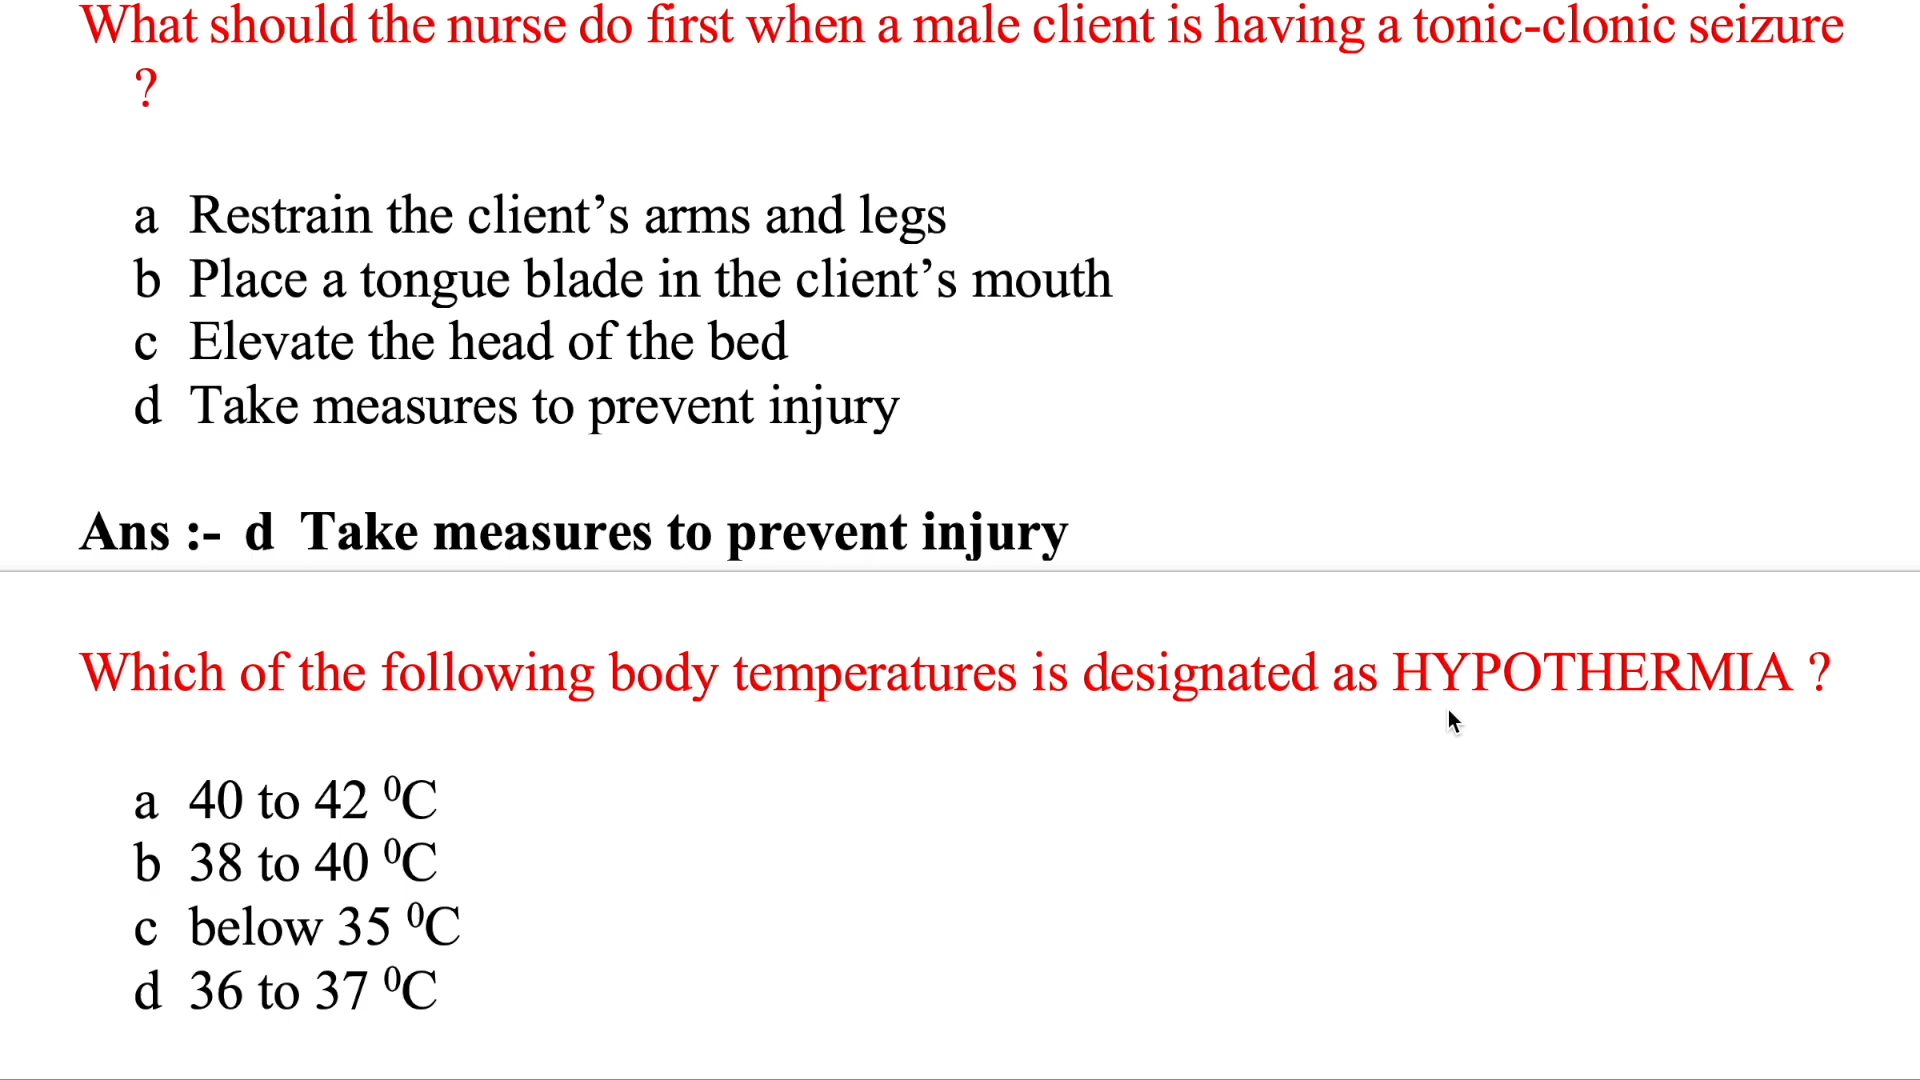 What should the nurse do first when a male client is having a tonic-clonic seizure
?
a Restrain the client’s arms and legs
b Place a tongue blade in the client’s mouth
c Elevate the head of the bed
d Take measures to prevent injury
Ans :- d Take measures to prevent injury
Which of the following body temperatures is designated as HYPOTHERMIA ?
a 40 to 42 ⁰C
b 38 to 40 ⁰C
c below 35 ⁰C
d 36 to 37 ⁰C